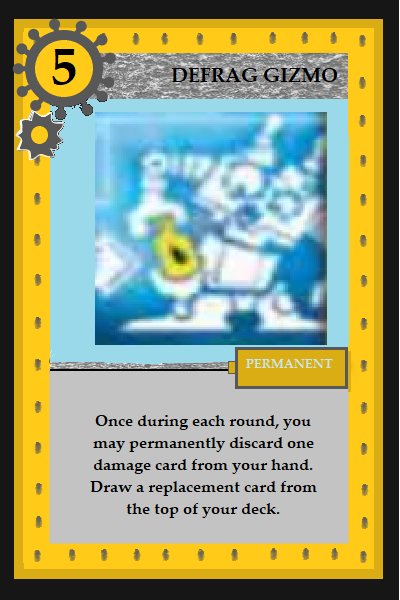 5
DEFRAG GIZMO
PERMANENT
Once during each round, you
may permanently discard one
damage card from your hand.
Draw a replacement card from
the top of your deck.